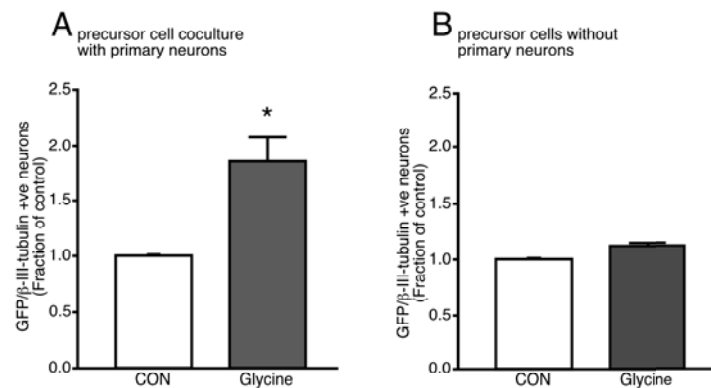 A precursor cell coculture
with primary neurons
GFP/β-III-tubulin +ve neurons
(Fraction of control)
2.5
2.0
1.5
1.0
0.5
0.0
*
CON Glycine
B precursor cells without
primary neurons
GFP/β-III-tubulin +ve neurons
(Fraction of control)
2.5
2.0
1.5
1.0
0.5
0.0
CON Glycine